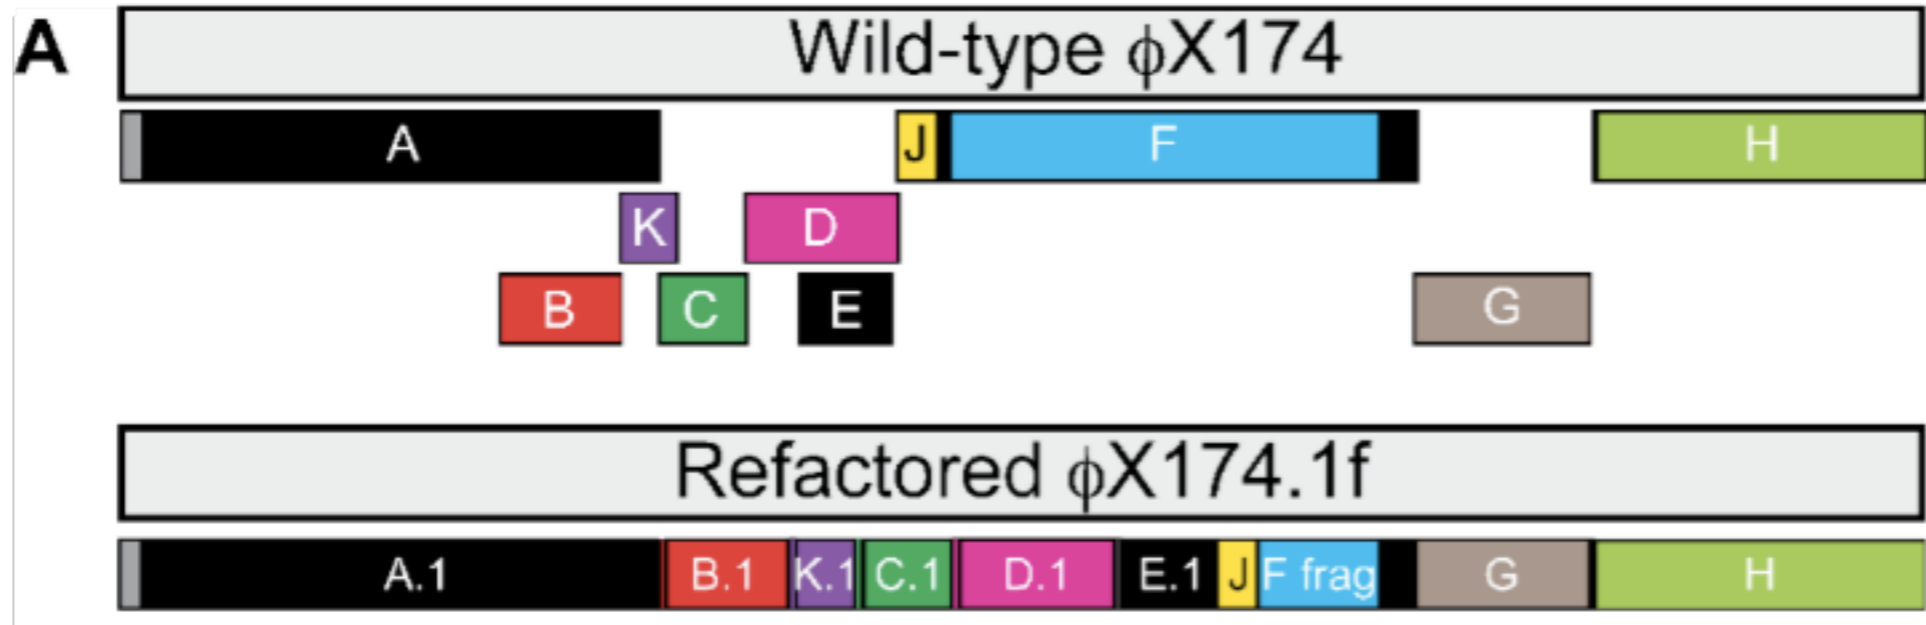 A
Wild-type ϕX174
A J F H
K D
B C E G
Refactored ϕX174.1f
A.1 B.1 K.1 C.1 D.1 E.1 J F frag G H